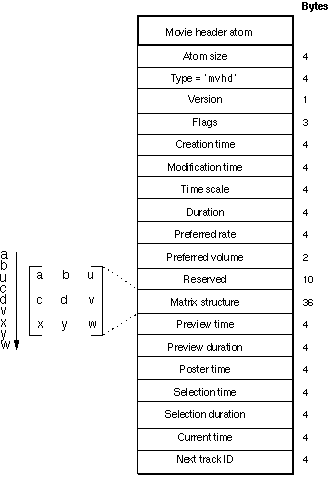 Bytes
Movie header atom
Atom size 4
Type = 'mvhd' 4
Version 1
Flags 3
Creation time 4
Modification time 4
Time scale 4
Duration 4
Preferred rate 4
Preferred volume 2
Reserved 10
Matrix structure 36
Preview time 4
Preview duration 4
Poster time 4
Selection time 4
Selection duration 4
Current time 4
Next track ID 4
a
b
u
c
d
v
x
y
w
a b u
c d v
x y w